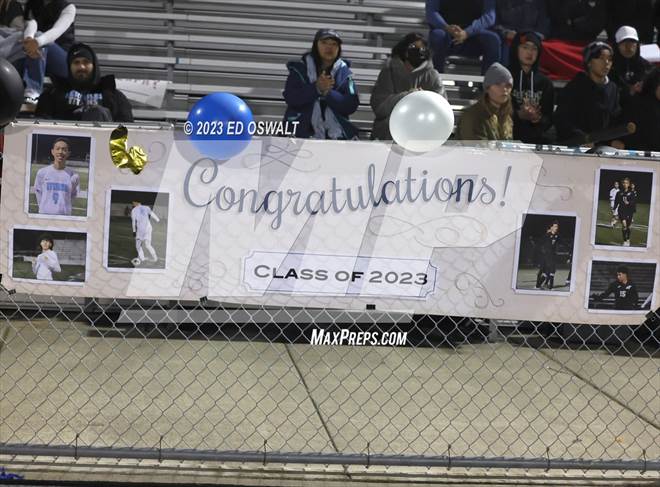 © 2023 ED OSWALT
Congratulations!
CLASS OF 2023
MAXPREPS.COM